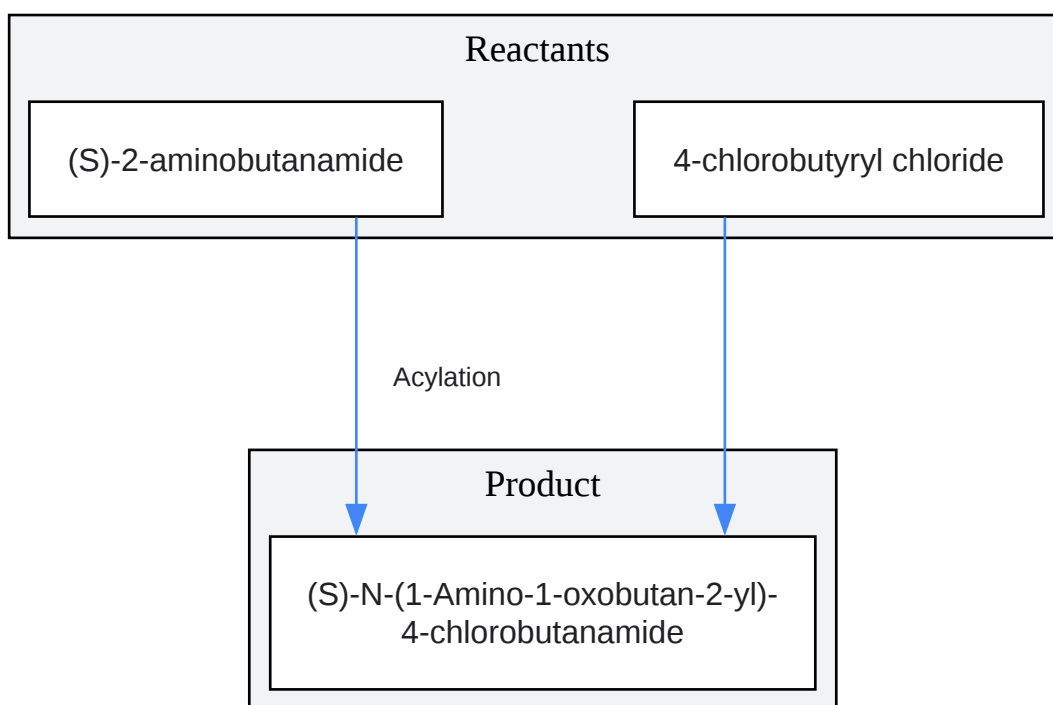 Reactants
(S)-2-aminobutanamide
4-chlorobutyryl chloride
Acylation
Product
(S)-N-(1-Amino-1-oxobutan-2-yl)-
4-chlorobutanamide